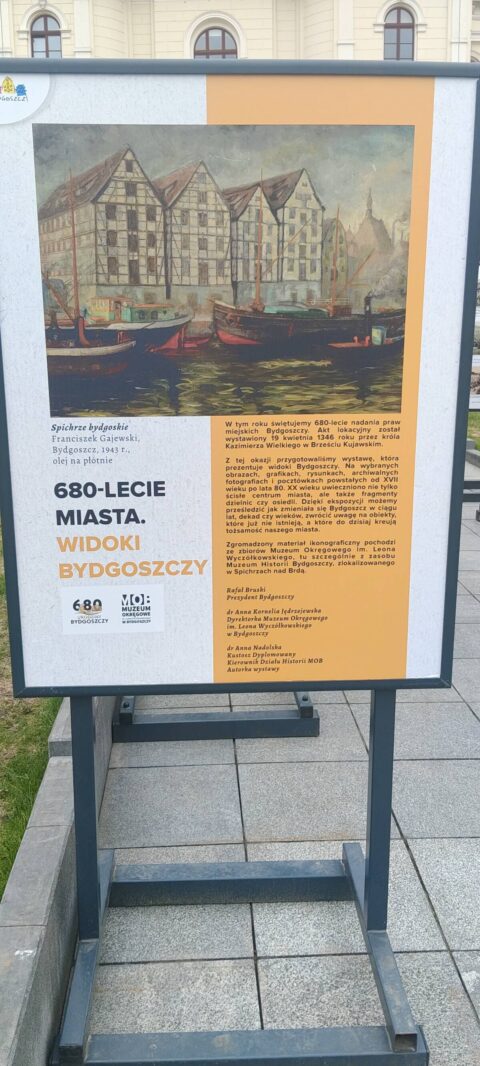 Spichrze bydgoskie
Franciszek Gajewski,
Bydgoszcz, 1943 r.,
olej na płótnie
680-LECIE
MIASTA.
WIDOKI
BYDGOSZCZY
680
BYDGOSZCZY
MOB
MUZEUM
OKRĘGOWE
W BYDGOSZCZY
W tym roku świętujemy 680-lecie nadania praw
miejskich Bydgoszczy. Akt lokacyjny został
wystawiony 19 kwietnia 1346 roku przez króla
Kazimierza Wielkiego w Brześciu Kujawskim.
Z tej okazji przygotowaliśmy wystawę, która
prezentuje widoki Bydgoszczy. Na wybranych
obrazach, grafikach, rysunkach, archiwalnych
fotografiach i pocztówkach powstałych od XVII
wieku po lata 80. XX wieku uwieczniono nie tylko
ścisłe centrum miasta, ale także fragmenty
dzielnic czy osiedli. Dzięki ekspozycji możemy
prześledzić jak zmieniała się Bydgoszcz w ciągu
lat, dekad czy wieków, zwrócić uwagę na obiekty,
które już nie istnieją, a które do dzisiaj kreują
tożsamość naszego miasta.
Zgromadzony materiał ikonograficzny pochodzi
ze zbiorów Muzeum Okręgowego im. Leona
Wyczółkowskiego, tu szczególnie z zasobu
Muzeum Historii Bydgoszczy, zlokalizowanego
w Spichrzach nad Brdą.
Rafał Bruski
Prezydent Bydgoszczy
dr Anna Kornelia Jędrzejewska
Dyrektorka Muzeum Okręgowego
im. Leona Wyczółkowskiego
w Bydgoszczy
dr Anna Nadolska
Kustosz Dyplomowany
Kierownik Działu Historii MOB
Autorka wystawy